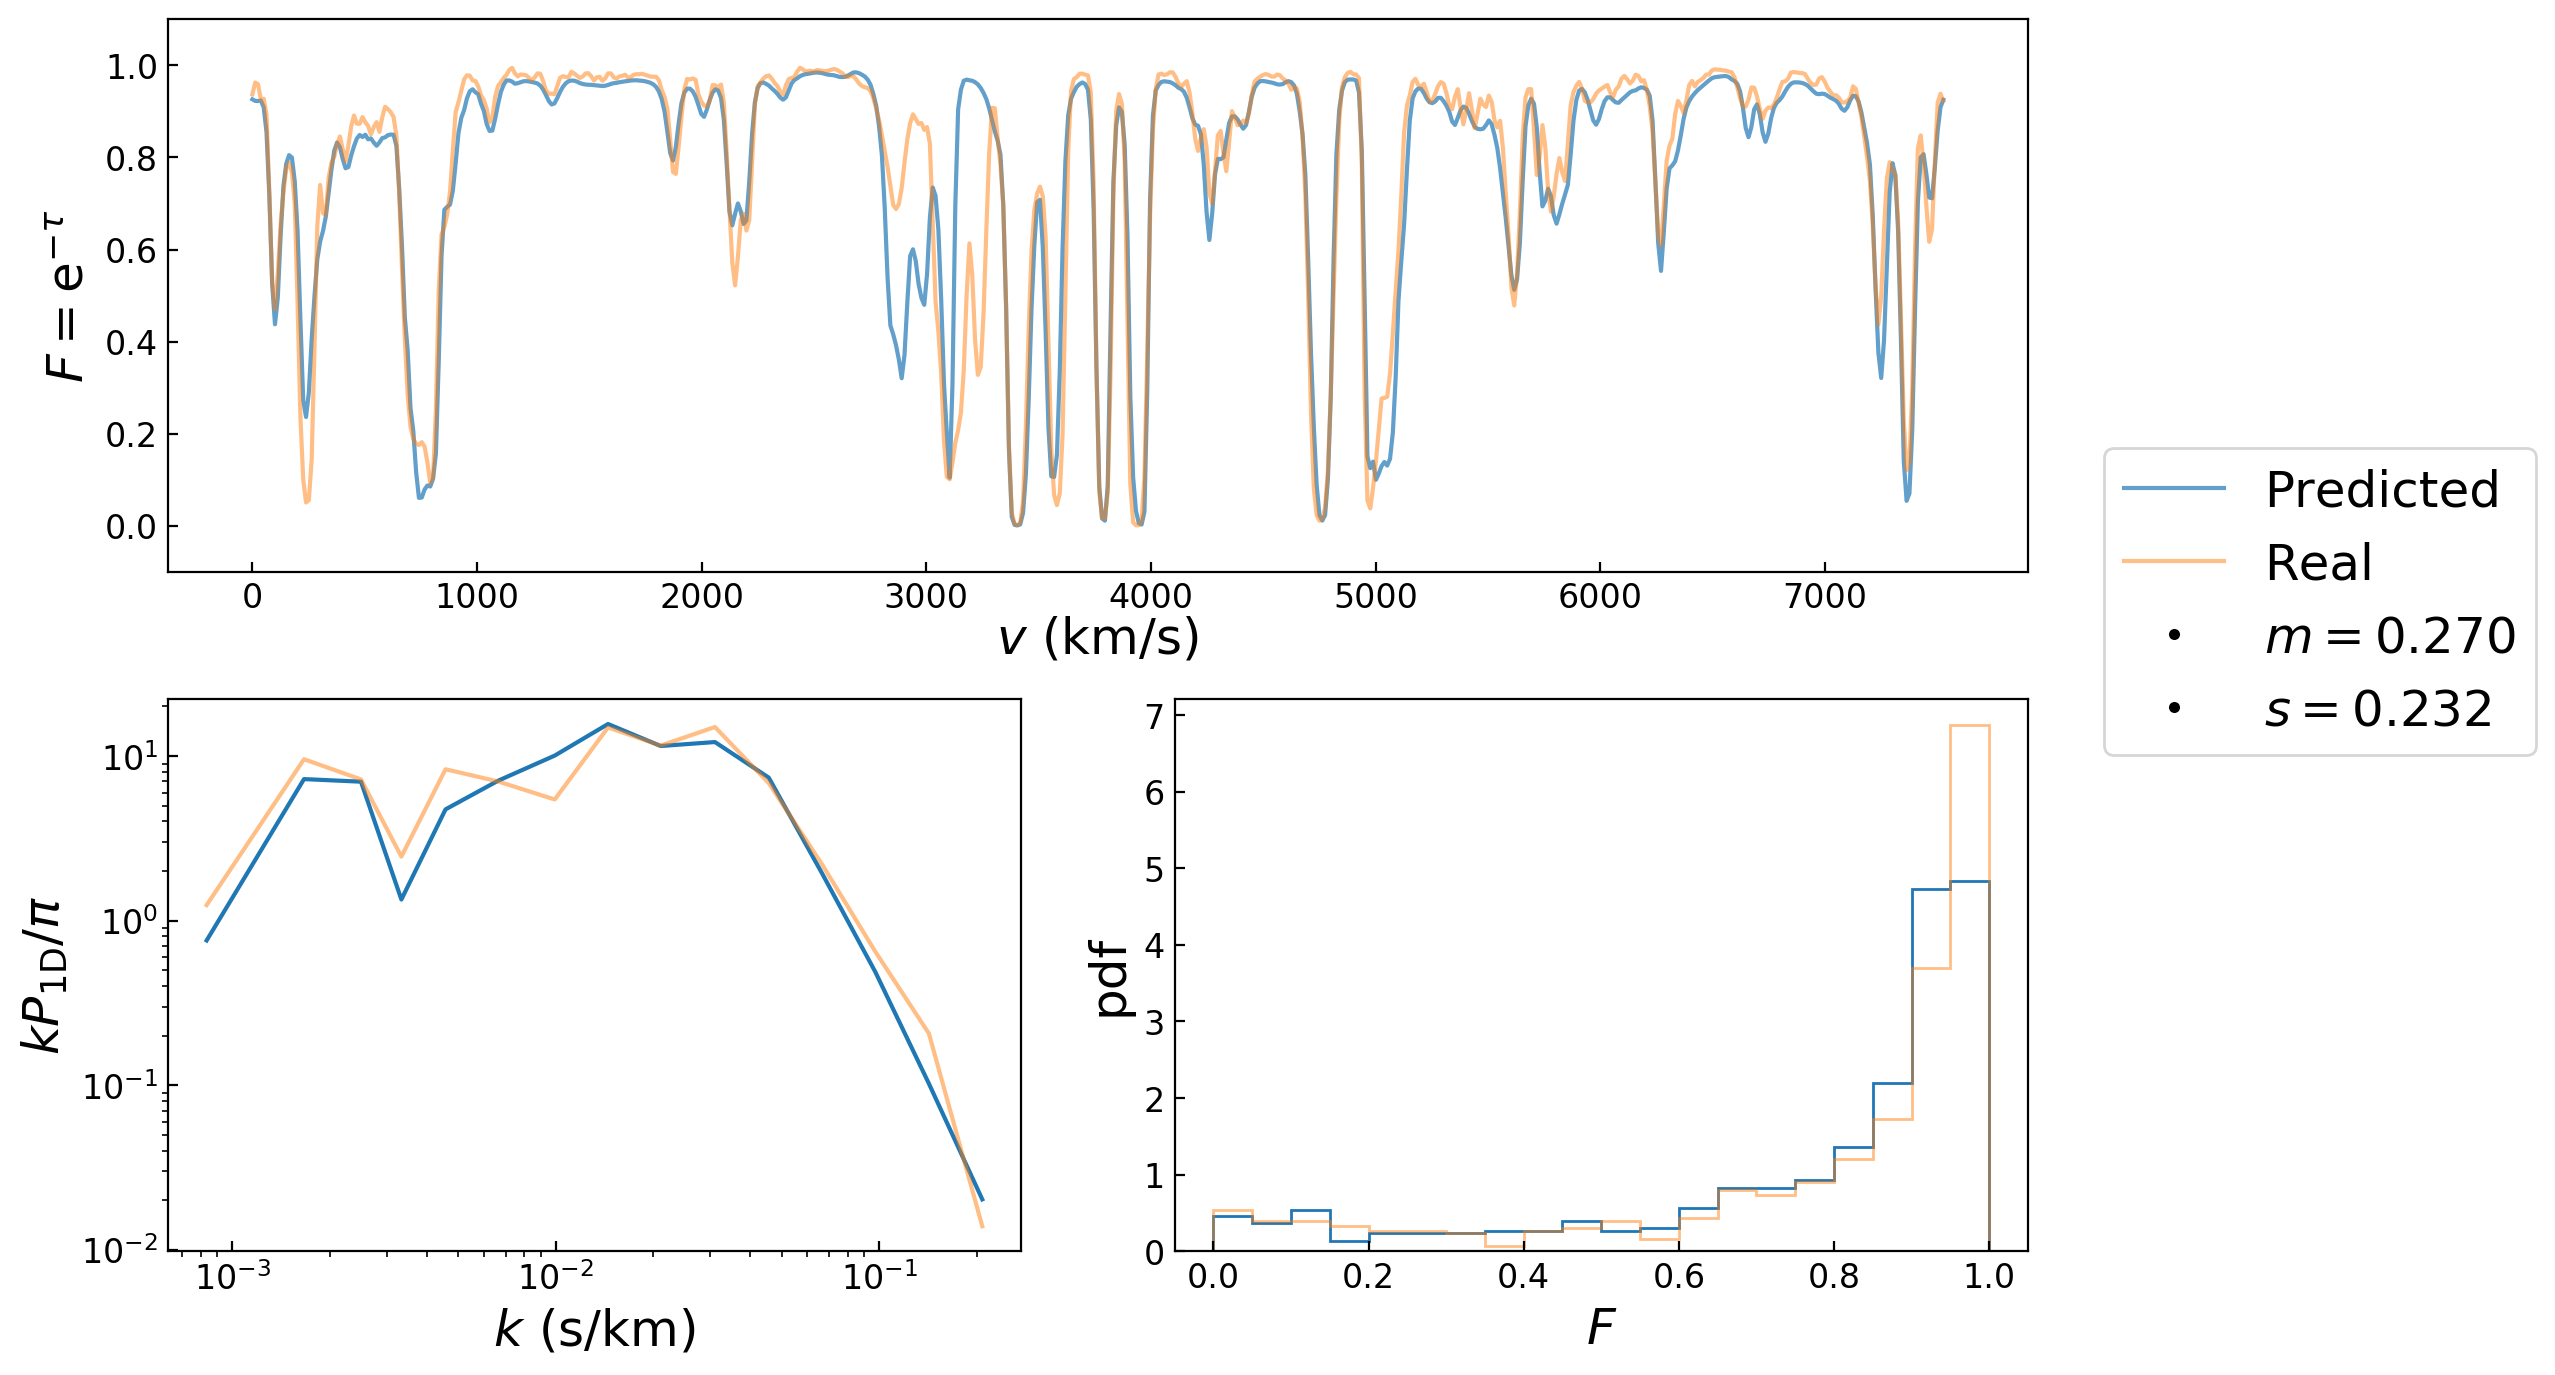 F = e^{−τ}
1.0
0.8
0.6
0.4
0.2
0.0
0 1000 2000 3000 4000 5000 6000 7000
v (km/s)
Predicted
Real
m = 0.270
s = 0.232
kP_{1D}/π
10^1
10^0
10^{−1}
10^{−2}
10^{−3} 10^{−2} 10^{−1}
k (s/km)
pdf
7
6
5
4
3
2
1
0
0.0 0.2 0.4 0.6 0.8 1.0
F